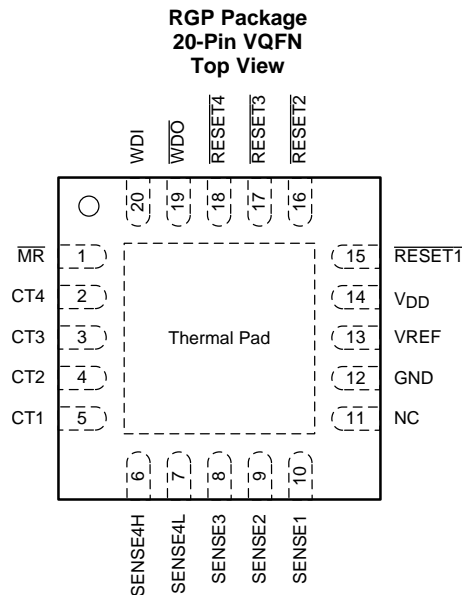 RGP Package
20-Pin VQFN
Top View
WDI
WDO
RESET4
RESET3
RESET2
20
19
18
17
16
MR 1
CT4 2
CT3 3
CT2 4
CT1 5
Thermal Pad
15 RESET1
14 VDD
13 VREF
12 GND
11 NC
6
7
8
9
10
SENSE4H
SENSE4L
SENSE3
SENSE2
SENSE1